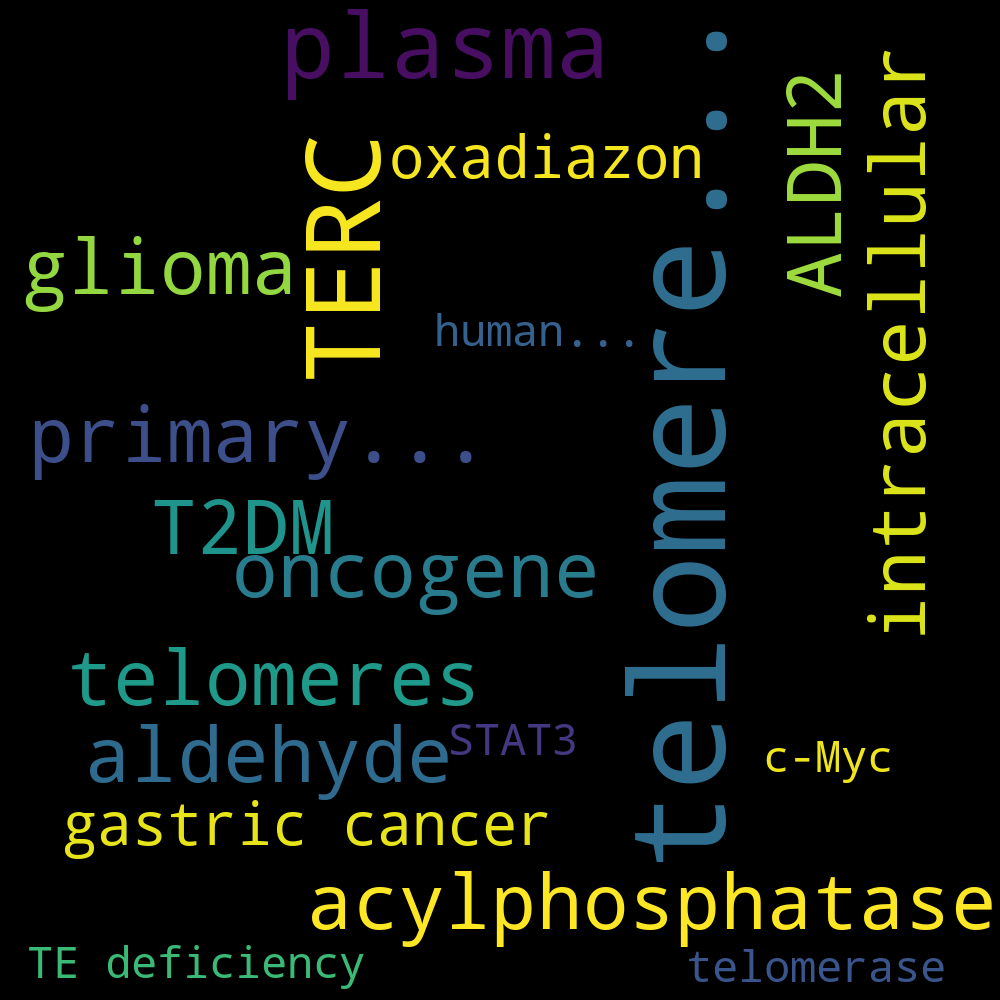 plasma
telomere...
ALDH2
intracellular
TERC
oxadiazon
glioma
human...
primary...
T2DM
oncogene
telomeres
aldehyde
STAT3
c-Myc
gastric cancer
acylphosphatase
TE deficiency
telomerase